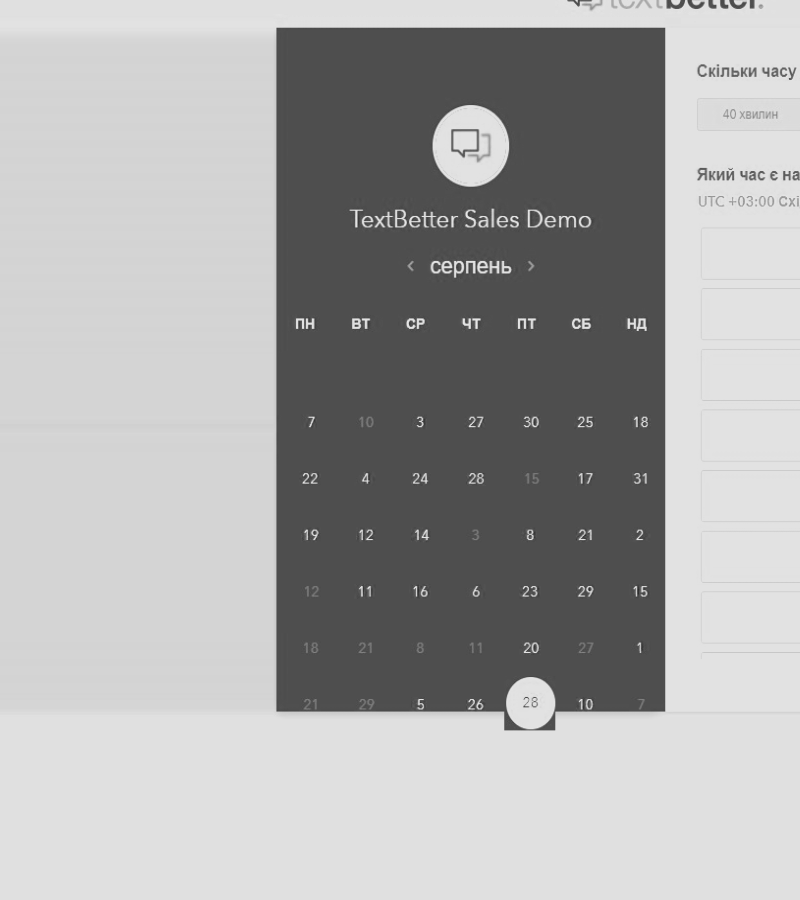 textbetter.
TextBetter Sales Demo
серпень
ПН ВТ СР ЧТ ПТ СБ НД
7 10 3 27 30 25 18
22 4 24 28 15 17 31
19 12 14 3 8 21 2
12 11 16 6 23 29 15
18 21 8 11 20 27 1
21 29 5 26 28 10 7
Скільки часу
40 хвилин
Який час є на
UTC +03:00 Схі